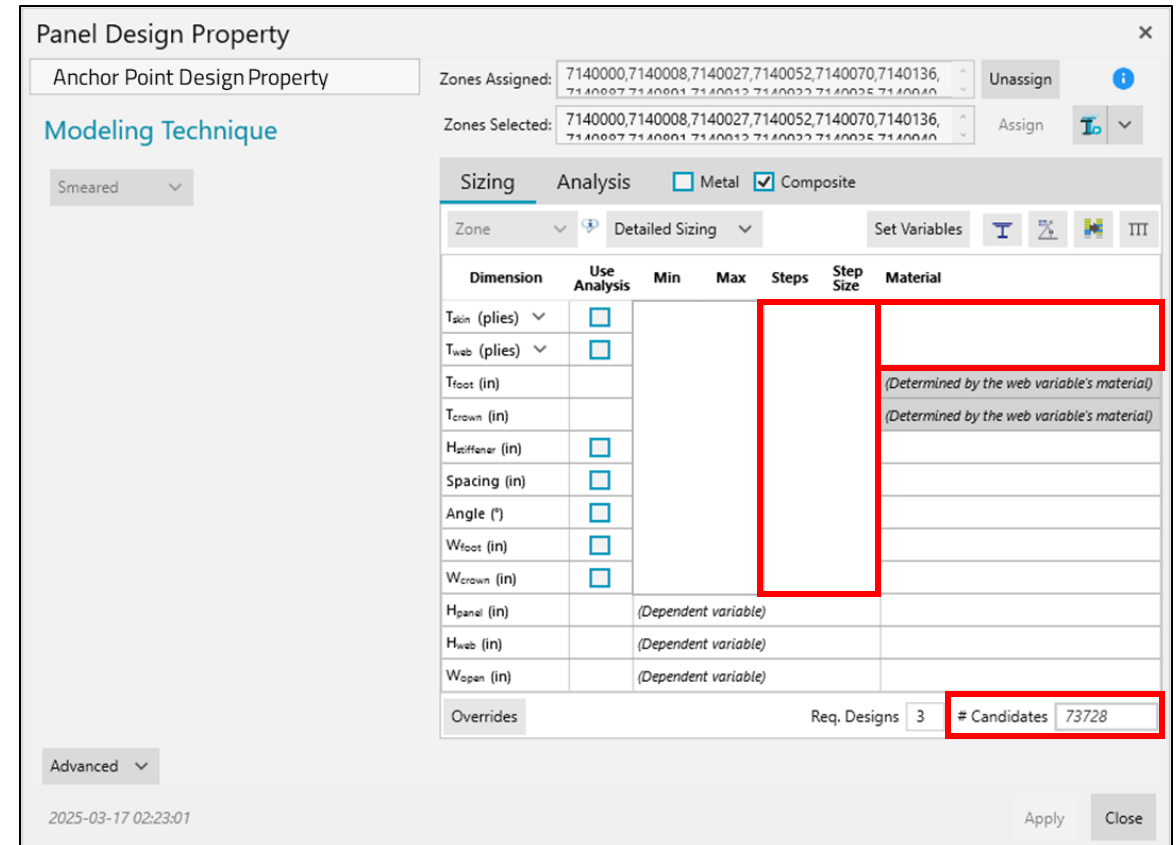 Panel Design Property
Anchor Point Design Property
Zones Assigned: 7140000,7140008,7140027,7140052,7140070,7140136,
Unassign
Modeling Technique
Zones Selected: 7140000,7140008,7140027,7140052,7140070,7140136,
Assign
Smeared
Sizing Analysis Metal Composite
Zone Detailed Sizing Set Variables
Dimension Use Analysis Min Max Steps Step Size Material
Tskin (plies)
Tweb (plies)
Tfoot (in) (Determined by the web variable's material)
Tcrown (in) (Determined by the web variable's material)
Hstiffener (in)
Spacing (in)
Angle (°)
Wfoot (in)
Wcrown (in)
Hpanel (in) (Dependent variable)
Hweb (in) (Dependent variable)
Wopen (in) (Dependent variable)
Overrides Req. Designs 3 # Candidates 73728
Advanced
2025-03-17 02:23:01
Apply Close